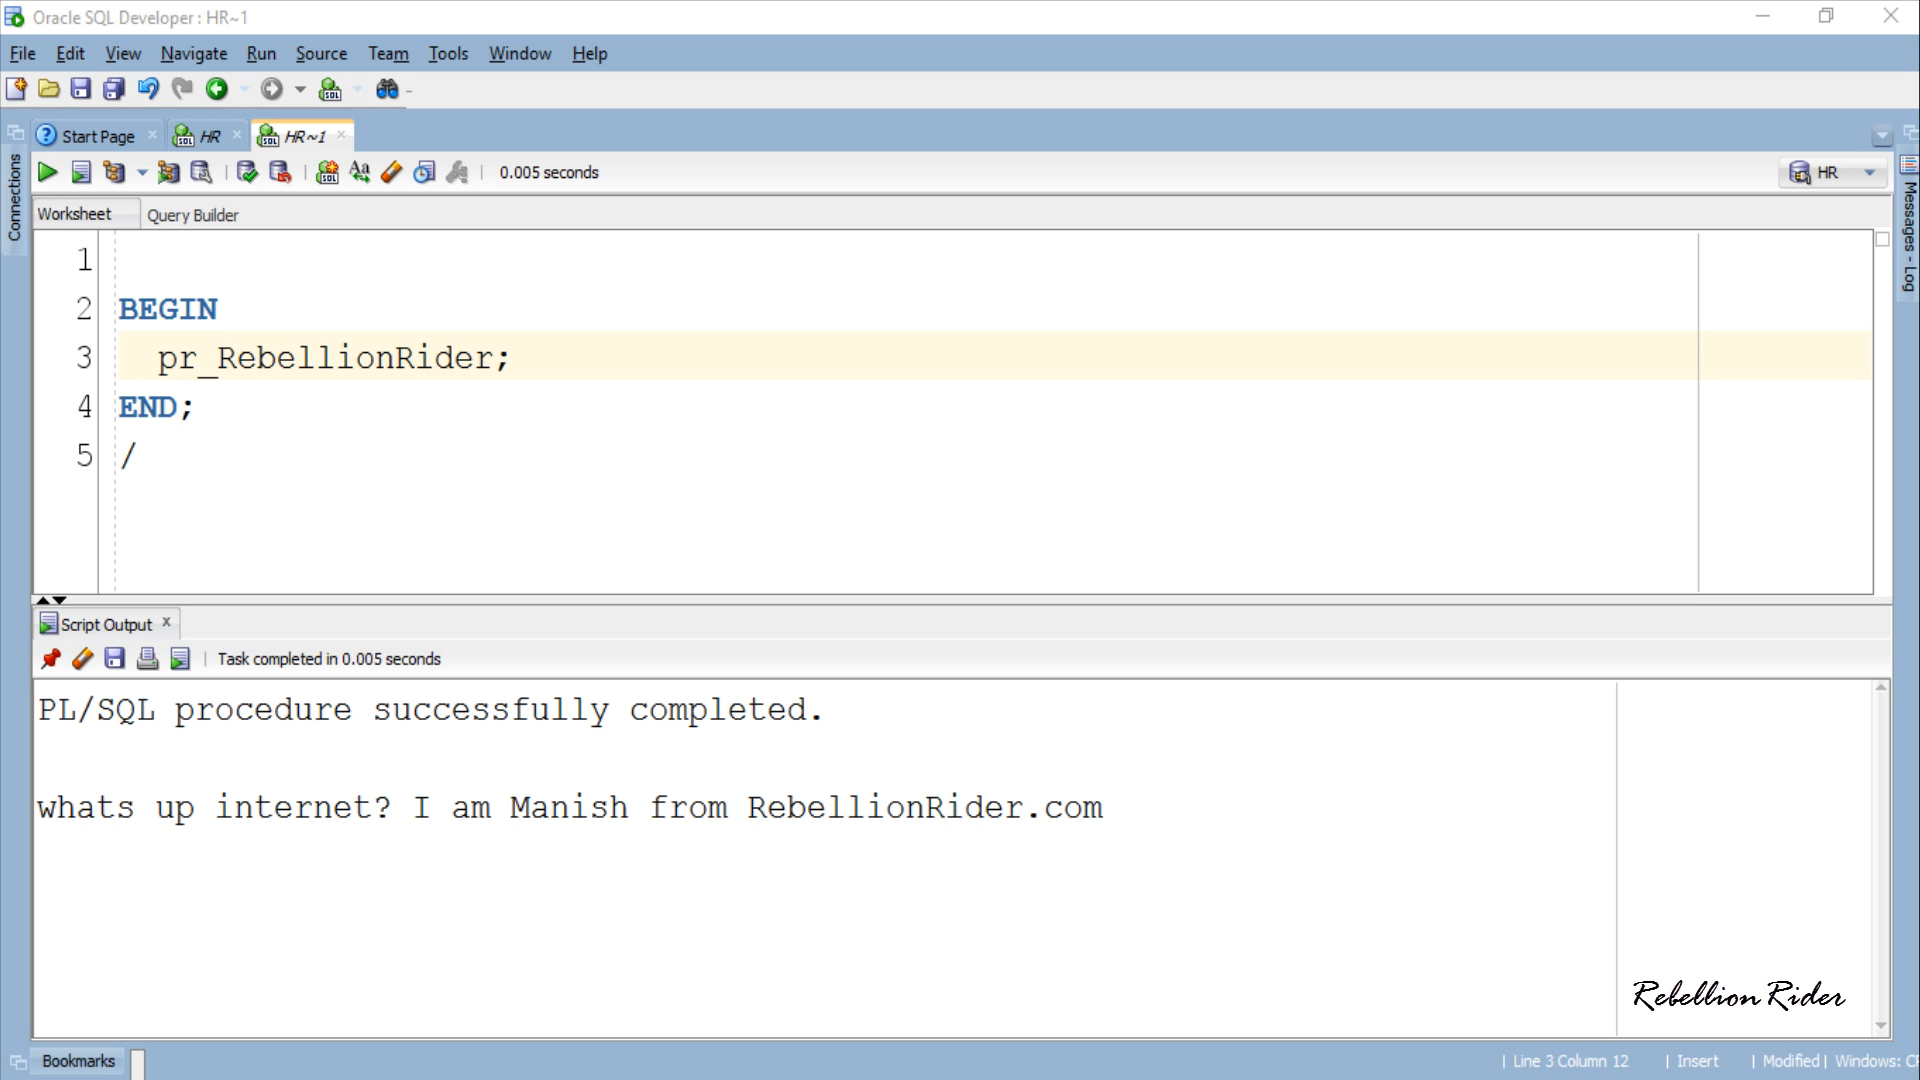 Oracle SQL Developer : HR~1
File Edit View Navigate Run Source Team Tools Window Help
Start Page HR HR~1
0.005 seconds
HR
Connections
Messages - Log
Worksheet Query Builder
1
2 BEGIN
3 pr_RebellionRider;
4 END;
5 /
Script Output
Task completed in 0.005 seconds
PL/SQL procedure successfully completed.
whats up internet? I am Manish from RebellionRider.com
Rebellion Rider
Bookmarks
Line 3 Column 12 | Insert | Modified | Windows: